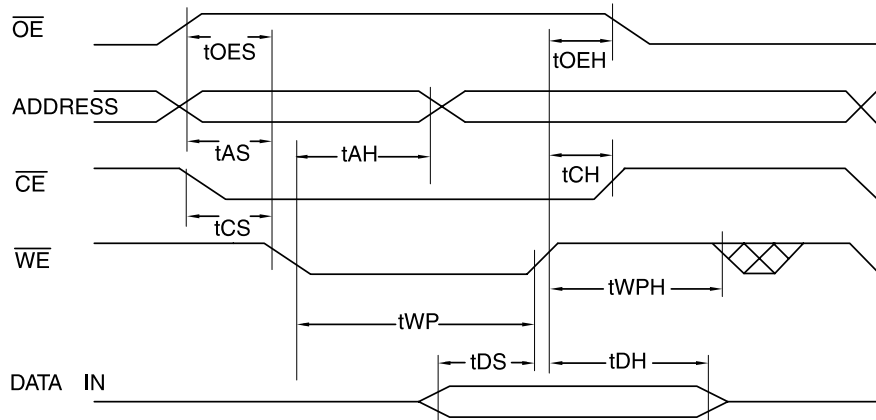 OE
tOES
tOEH
ADDRESS
tAS
tAH
tCH
CE
tCS
WE
tWPH
tWP
tDS
tDH
DATA IN